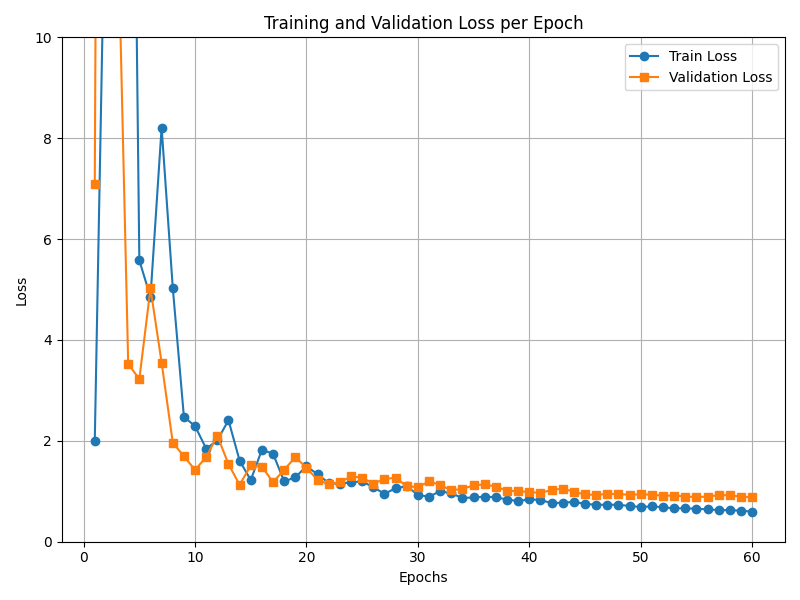 Training and Validation Loss per Epoch
Train Loss
Validation Loss
10
8
6
4
2
0
Loss
0 10 20 30 40 50 60
Epochs